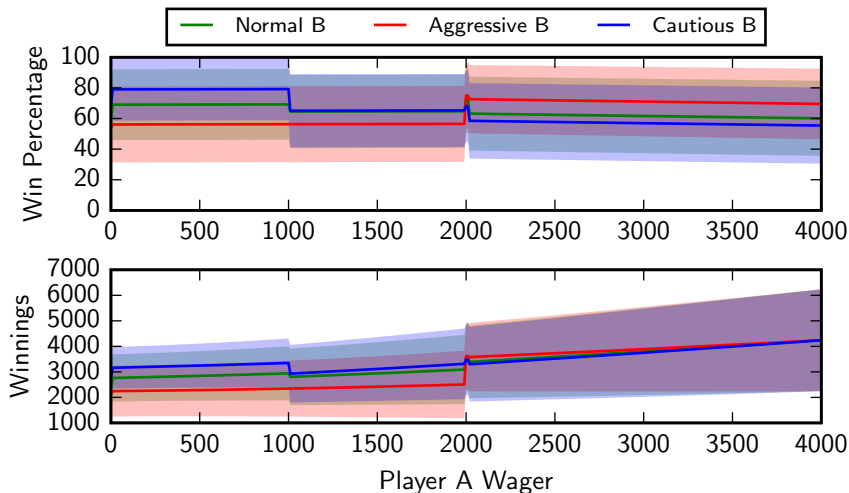 Normal B Aggressive B Cautious B
100
80
60
40
20
0
Win Percentage
0 500 1000 1500 2000 2500 3000 3500 4000
7000
6000
5000
4000
3000
2000
1000
Winnings
0 500 1000 1500 2000 2500 3000 3500 4000
Player A Wager